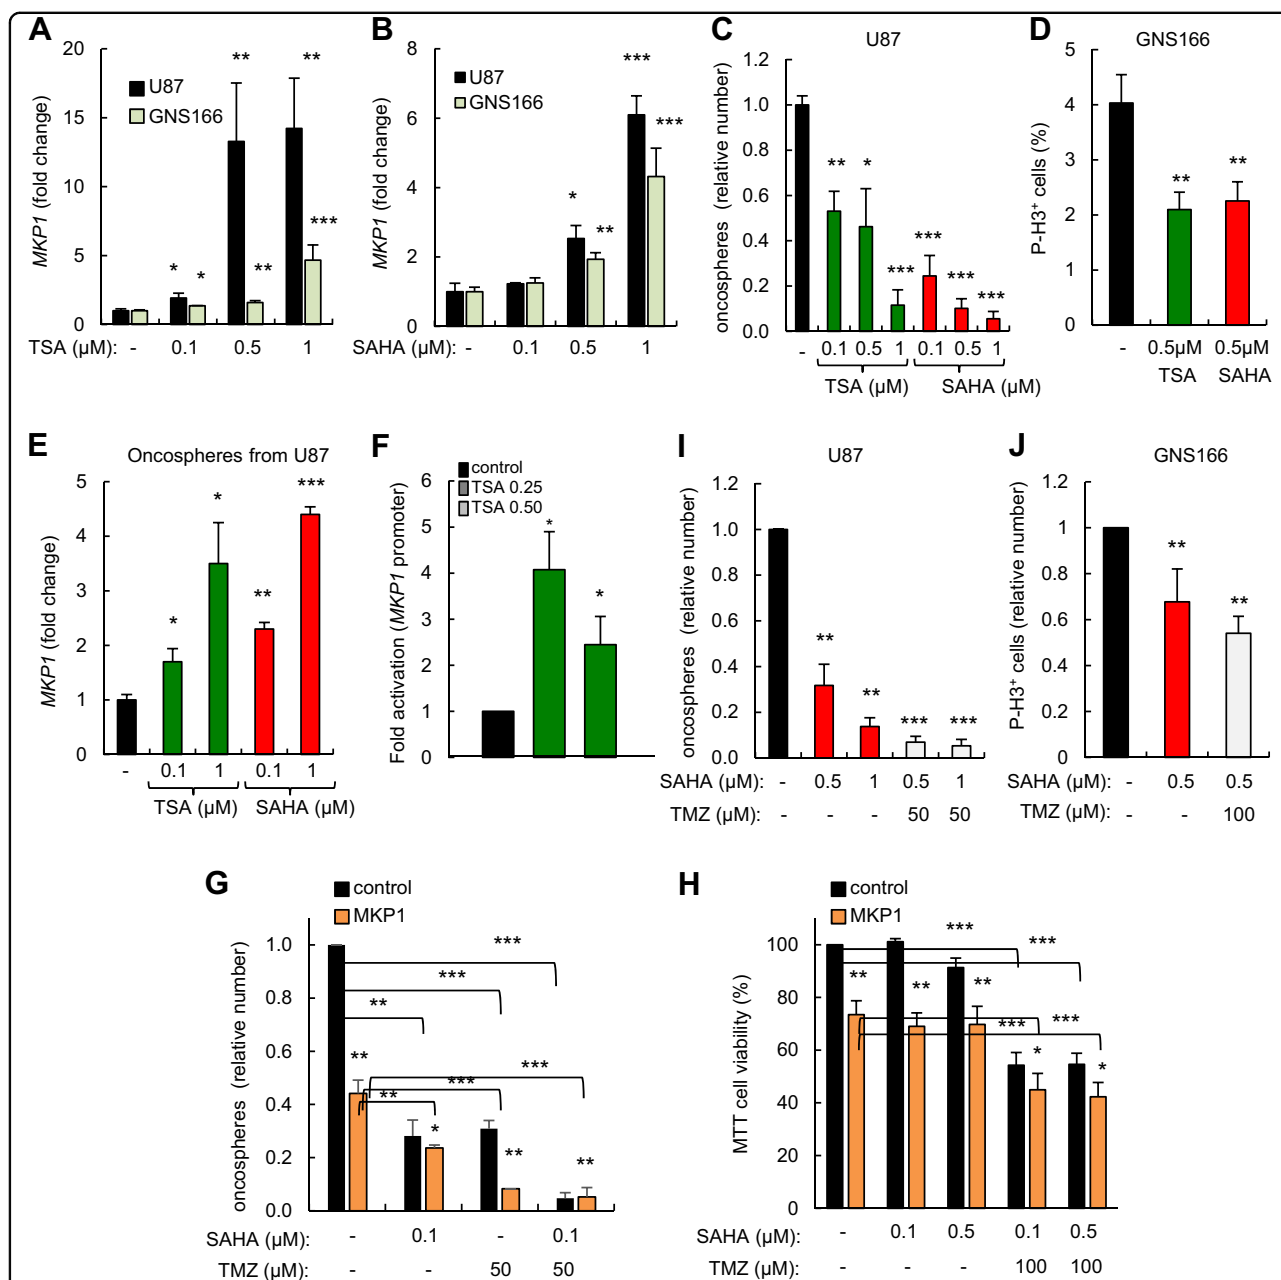 A
20
15
10
5
0
MKP1 (fold change)
U87
GNS166
** **
* * ** ***
TSA (µM): - 0.1 0.5 1
B
8
6
4
2
0
MKP1 (fold change)
U87
GNS166
***
***
* **
SAHA (µM): - 0.1 0.5 1
C
U87
1.2
1.0
0.8
0.6
0.4
0.2
0.0
oncospheres (relative number)
** * *** *** *** ***
- 0.1 0.5 1 0.1 0.5 1
TSA (µM) SAHA (µM)
D
GNS166
5
4
3
2
1
0
P-H3+ cells (%)
** **
- 0.5µM 0.5µM
TSA SAHA
E
Oncospheres from U87
5
4
3
2
1
0
MKP1 (fold change)
* * ** ***
- 0.1 1 0.1 1
TSA (µM) SAHA (µM)
F
control
TSA 0.25
TSA 0.50
6
5
4
3
2
1
0
Fold activation (MKP1 promoter)
* *
I
U87
1.2
1.0
0.8
0.6
0.4
0.2
0.0
oncospheres (relative number)
** ** *** ***
SAHA (µM): - 0.5 1 0.5 1
TMZ (µM): - - - 50 50
J
GNS166
1.2
1
0.8
0.6
0.4
0.2
0
P-H3+ cells (relative number)
** **
SAHA (µM): - 0.5 0.5
TMZ (µM): - - 100
G
control
MKP1
1.0
0.8
0.6
0.4
0.2
0.0
oncospheres (relative number)
***
***
**
** *** ***
**
* ** **
SAHA (µM): - 0.1 - 0.1
TMZ (µM): - - 50 50
H
control
MKP1
100
80
60
40
20
0
MTT cell viability (%)
*** ***
** ** **
*** ***
* *
SAHA (µM): - 0.1 0.5 0.1 0.5
TMZ (µM): - - - 100 100